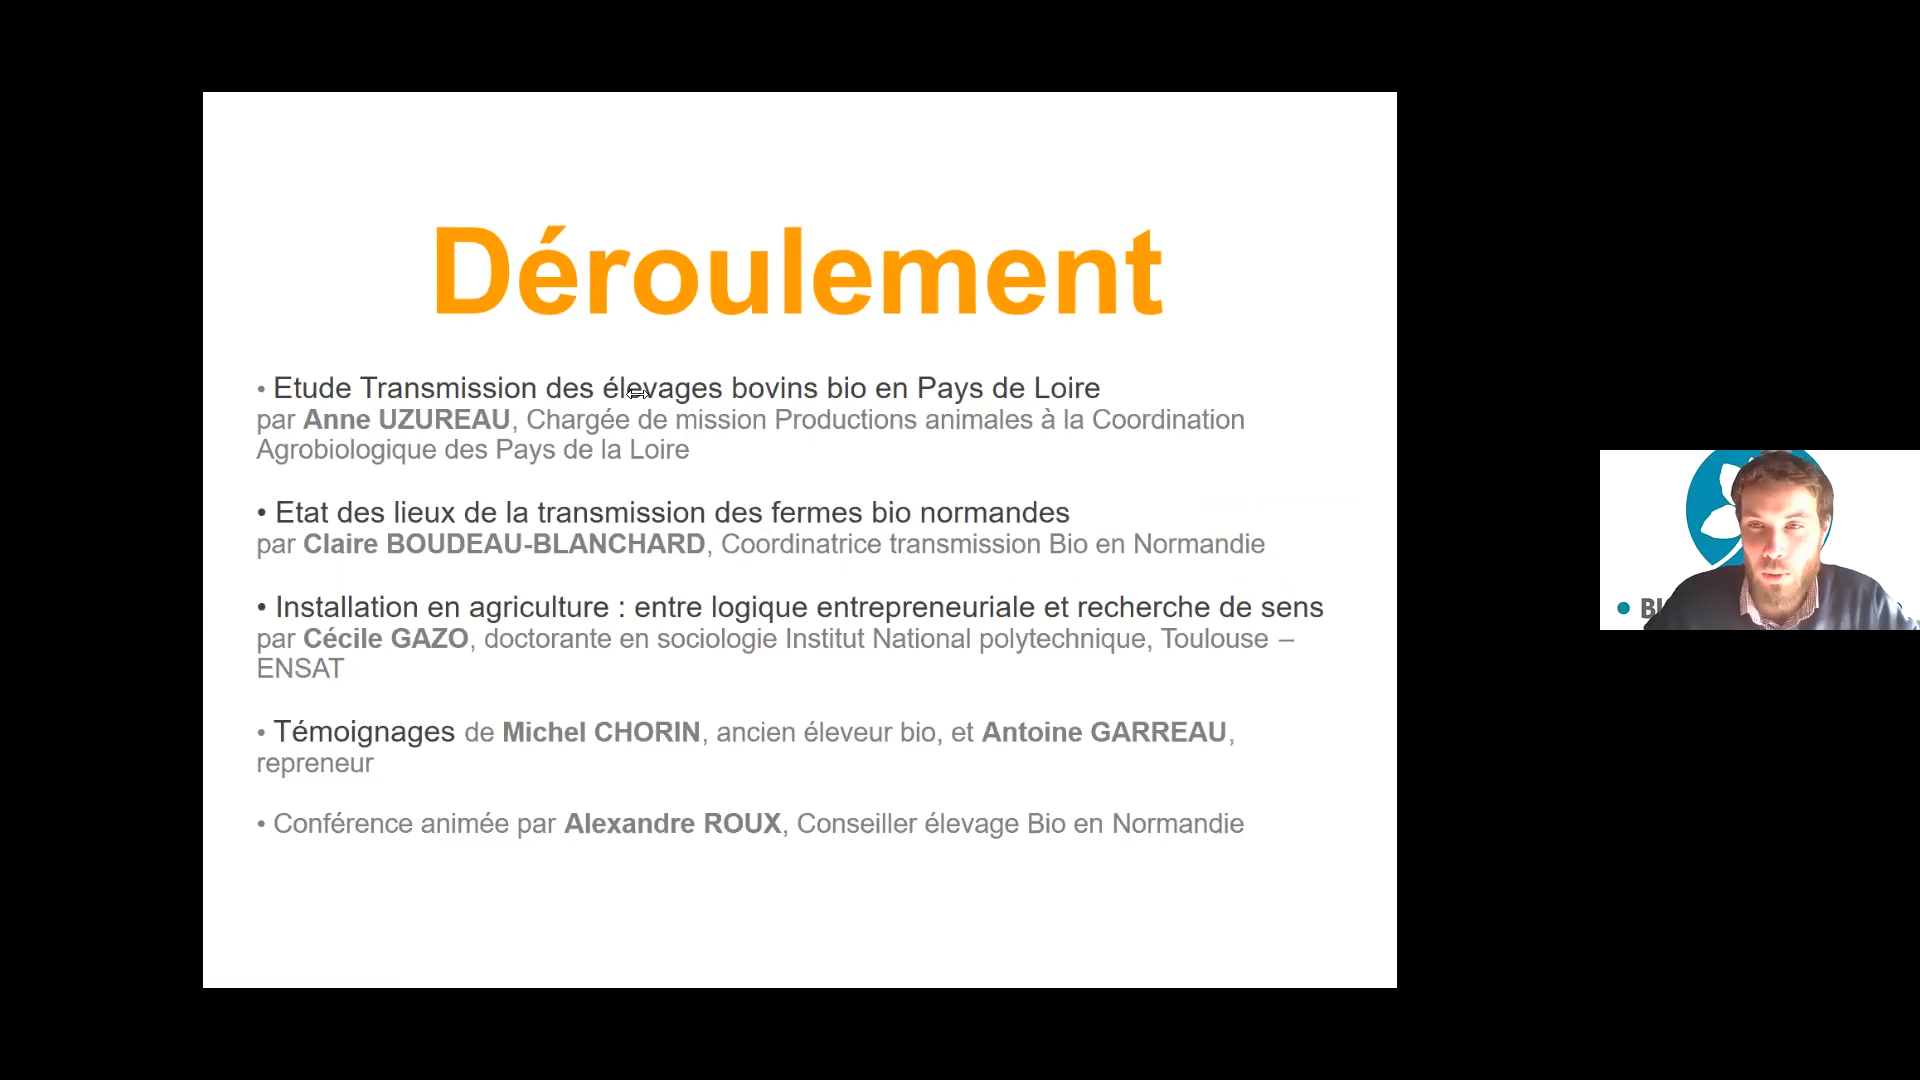 Déroulement
• Etude Transmission des élevages bovins bio en Pays de Loire
par Anne UZUREAU, Chargée de mission Productions animales à la Coordination
Agrobiologique des Pays de la Loire
• Etat des lieux de la transmission des fermes bio normandes
par Claire BOUDEAU-BLANCHARD, Coordinatrice transmission Bio en Normandie
• Installation en agriculture : entre logique entrepreneuriale et recherche de sens
par Cécile GAZO, doctorante en sociologie Institut National polytechnique, Toulouse –
ENSAT
• Témoignages de Michel CHORIN, ancien éleveur bio, et Antoine GARREAU,
repreneur
• Conférence animée par Alexandre ROUX, Conseiller élevage Bio en Normandie